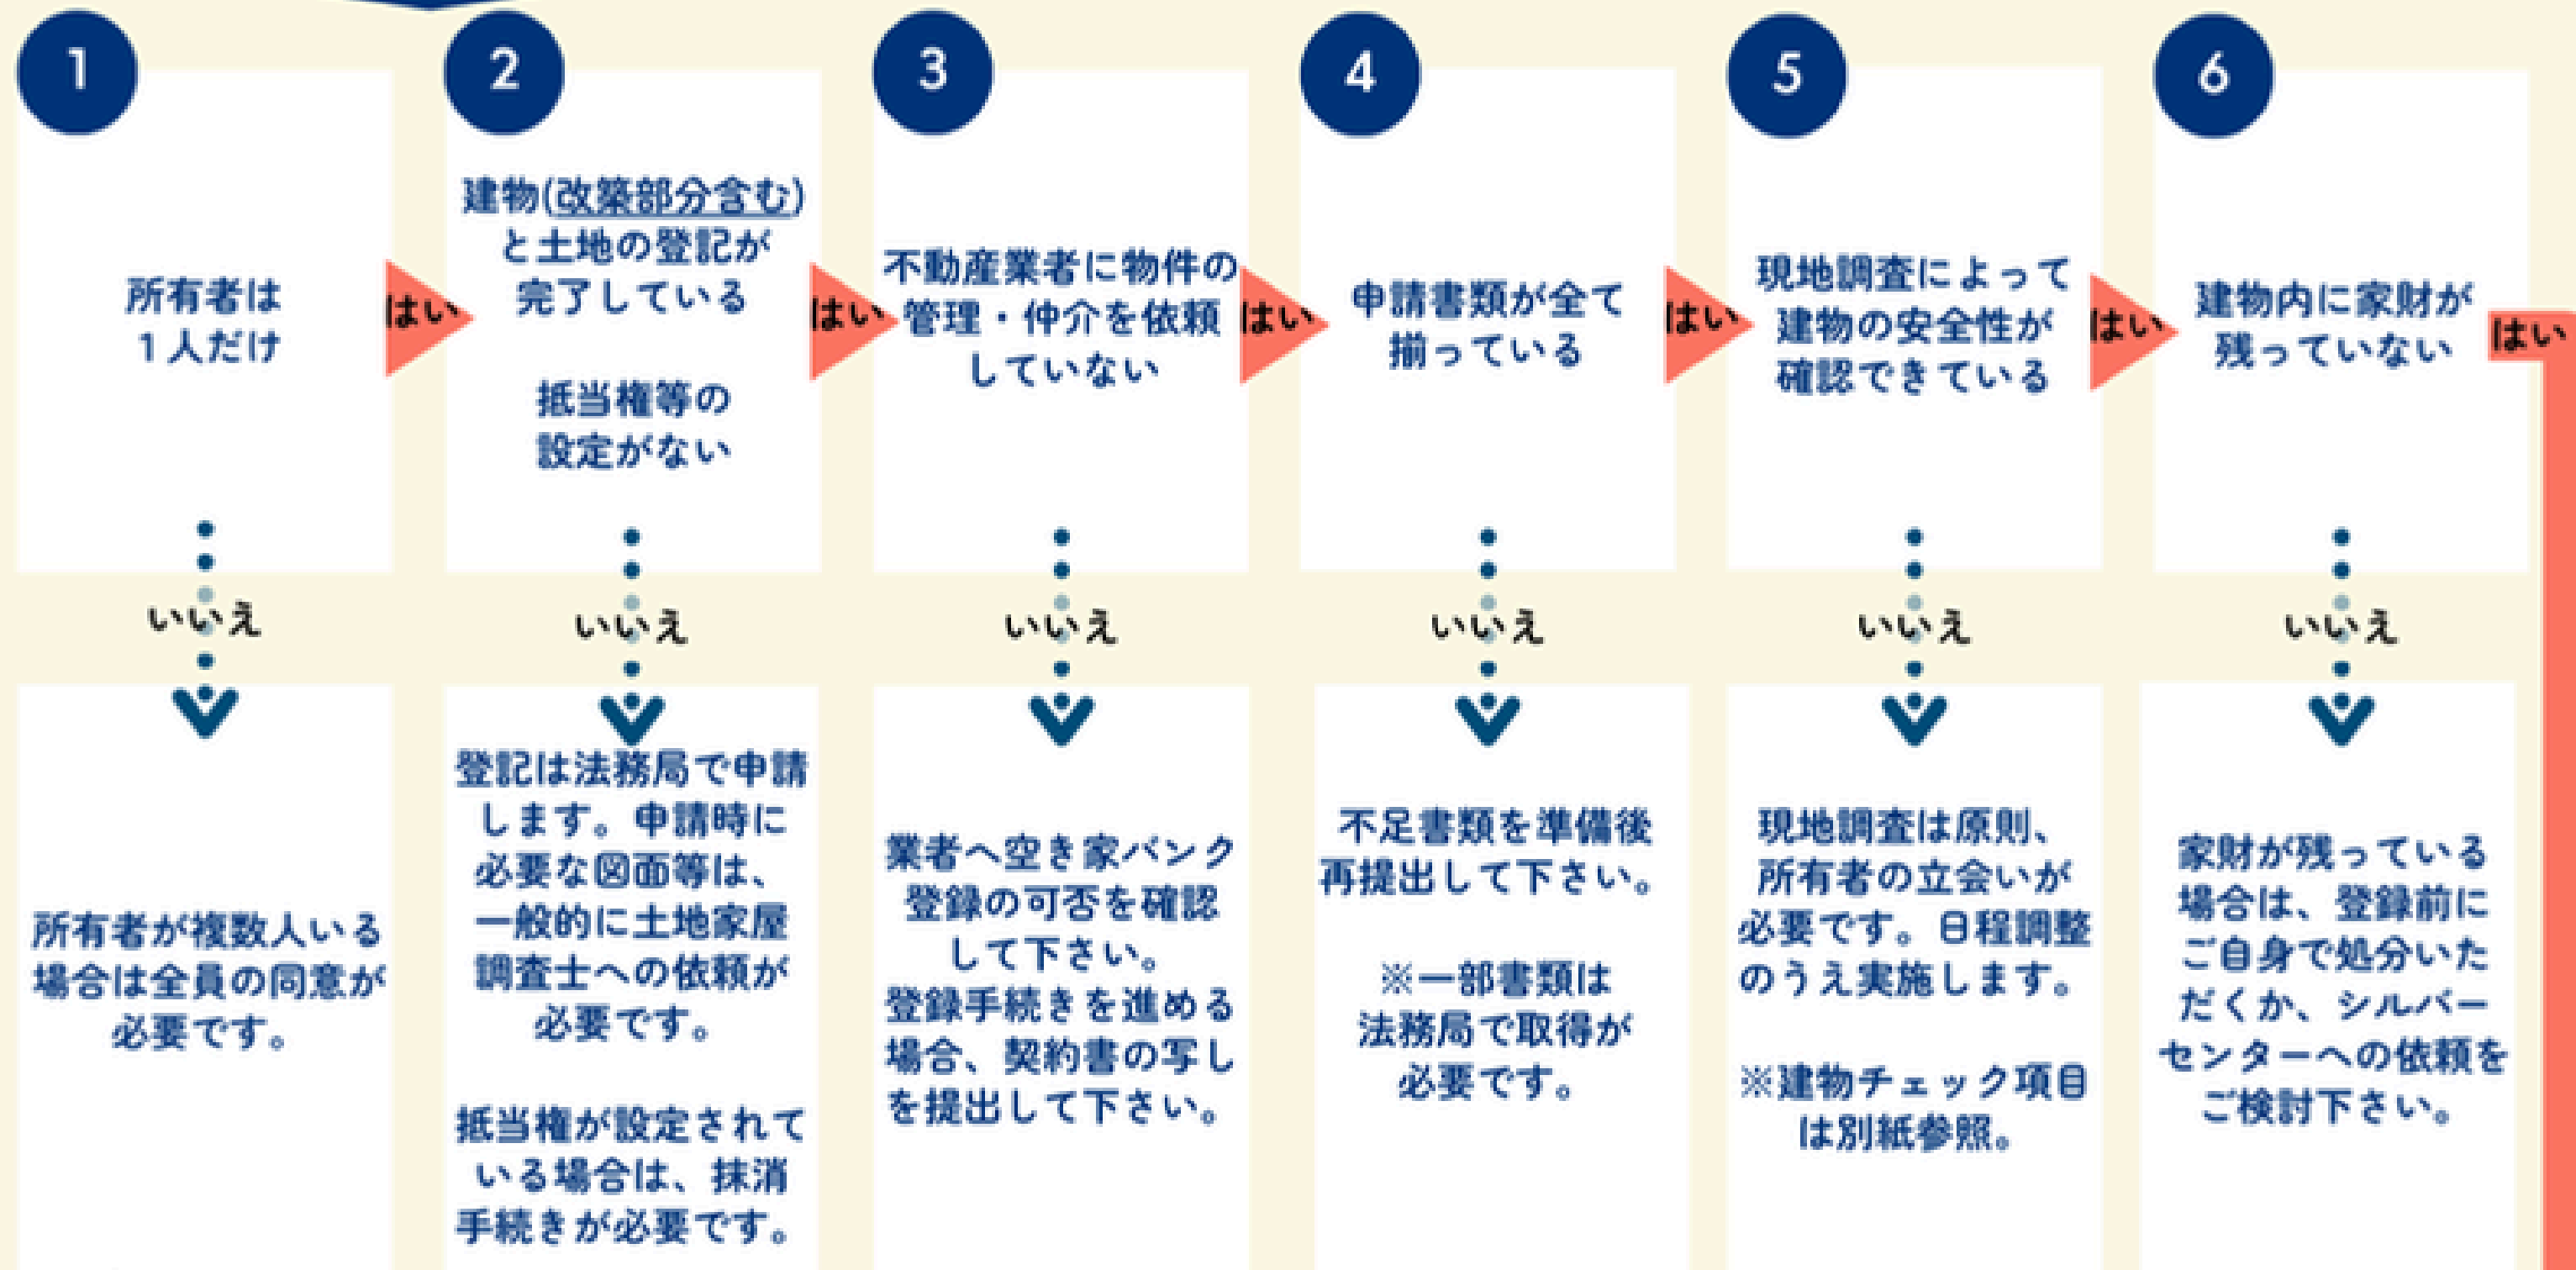 1
所有者は
1人だけ
はい
いいえ
所有者が複数人いる
場合は全員の同意が
必要です。
2
建物(改築部分含む)
と土地の登記が
完了している
抵当権等の
設定がない
はい
いいえ
登記は法務局で申請
します。申請時に
必要な図面等は、
一般的に土地家屋
調査士への依頼が
必要です。
抵当権が設定されて
いる場合は、抹消
手続きが必要です。
3
不動産業者に物件の
管理・仲介を依頼
していない
はい
いいえ
業者へ空き家バンク
登録の可否を確認
して下さい。
登録手続きを進める
場合、契約書の写し
を提出して下さい。
4
申請書類が全て
揃っている
はい
いいえ
不足書類を準備後
再提出して下さい。
※一部書類は
法務局で取得が
必要です。
5
現地調査によって
建物の安全性が
確認できている
はい
いいえ
現地調査は原則、
所有者の立会いが
必要です。日程調整
のうえ実施します。
※建物チェック項目
は別紙参照。
6
建物内に家財が
残っていない
はい
いいえ
家財が残っている
場合は、登録前に
ご自身で処分いた
だくか、シルバー
センターへの依頼を
ご検討下さい。